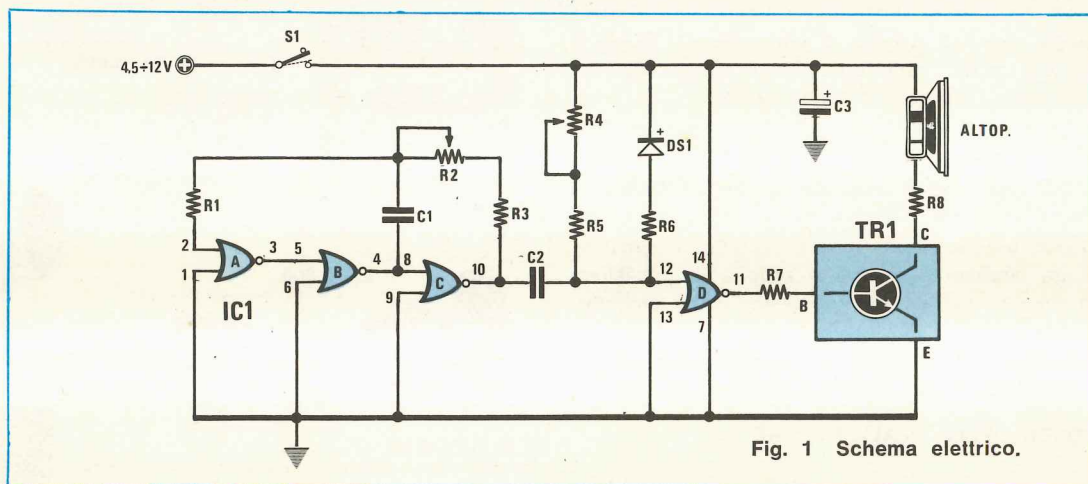 S1
4,5÷12V
R4
DS1
C3
ALTOP.
R2
R1
C1
R3
R5
R6
R8
TR1
C
2
3
5
4
8
10
C2
12
14
1
A
6
B
9
C
D
11
R7
B
IC1
13
7
E
Fig. 1 Schema elettrico.